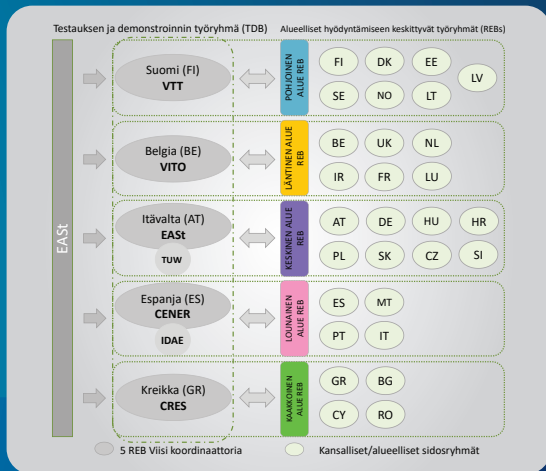 Testauksen ja demonstroinnin työryhmä (TDB)
Alueelliset hyödyntämiseen keskittyvät työryhmät (REBs)
EASt
Suomi (FI)
VTT
POHJOINEN
ALUE REB
FI
DK
EE
LV
SE
NO
LT
Belgia (BE)
VITO
LÄNTINEN ALUE
REB
BE
UK
NL
IR
FR
LU
Itävalta (AT)
EASt
TUW
KESKINEN ALUE
REB
AT
DE
HU
HR
PL
SK
CZ
SI
Espanja (ES)
CENER
IDAE
LOUNAINEN
ALUE REB
ES
MT
PT
IT
Kreikka (GR)
CRES
KAAKKOINEN
ALUE REB
GR
BG
CY
RO
5 REB Viisi koordinaattoria
Kansalliset/alueelliset sidosryhmät